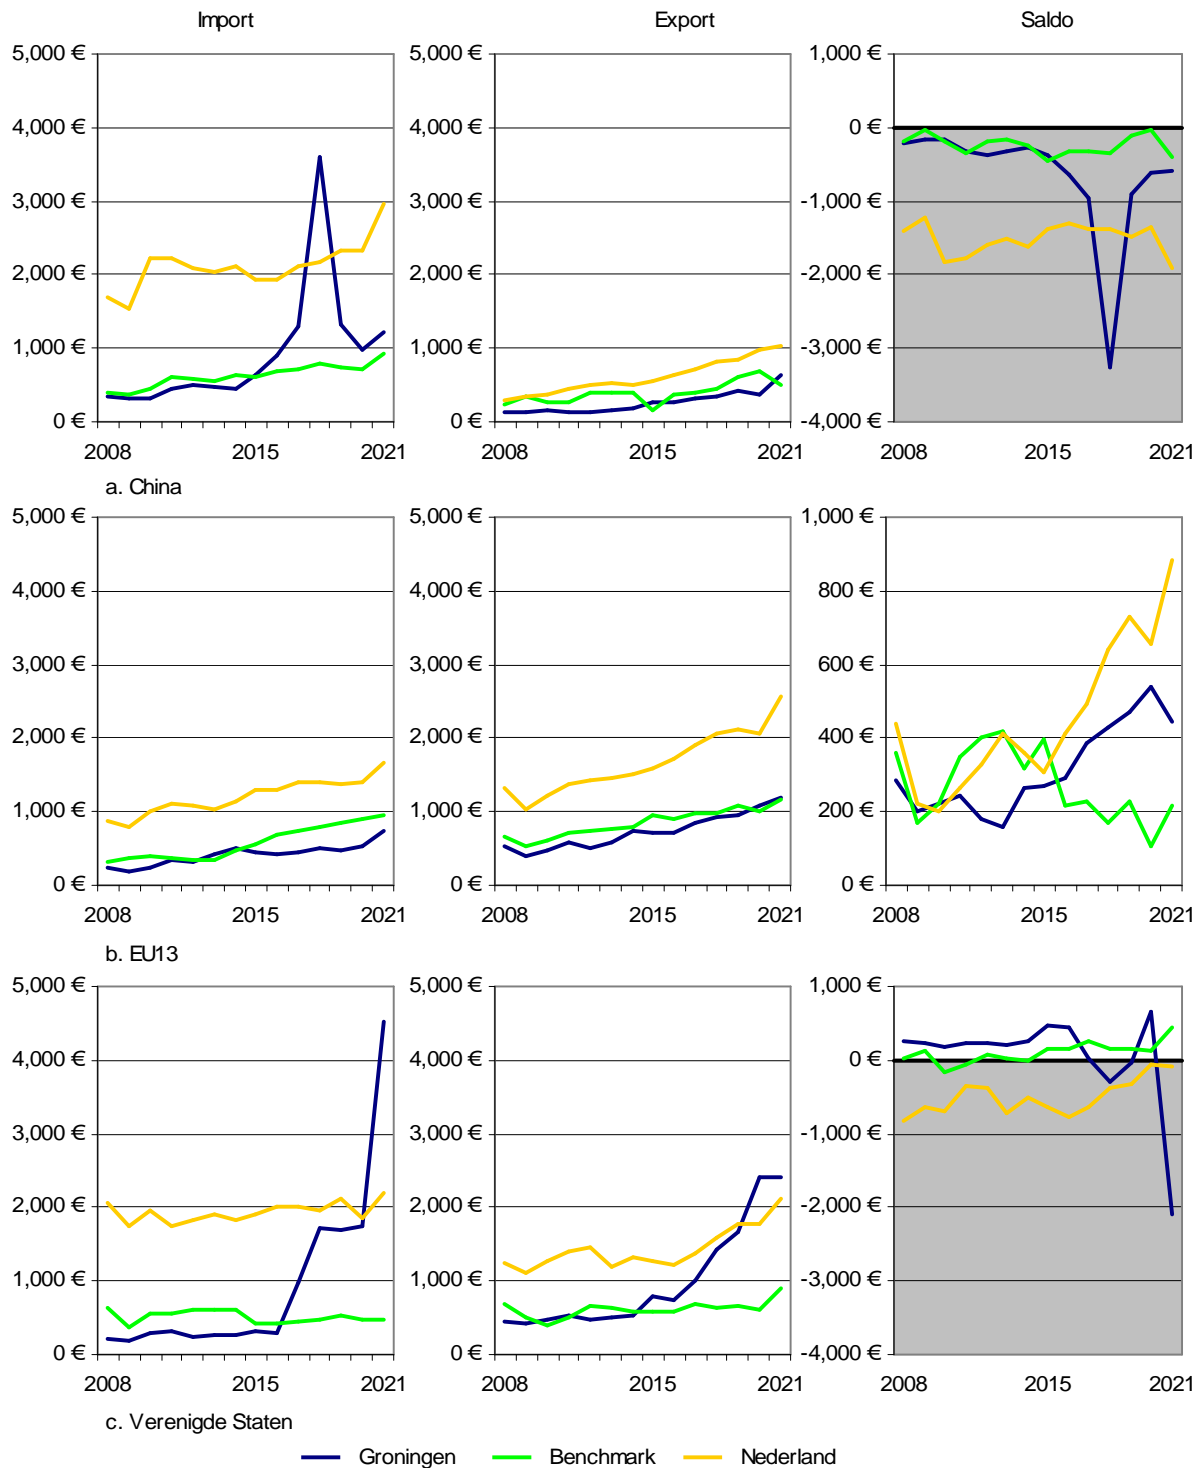 Import Export Saldo
5,000 € 5,000 € 1,000 €
4,000 € 4,000 € 0 €
3,000 € 3,000 € -1,000 €
2,000 € 2,000 € -2,000 €
1,000 € 1,000 € -3,000 €
0 € 0 € -4,000 €
2008 2015 2021 2008 2015 2021 2008 2015 2021
a. China
5,000 € 5,000 € 1,000 €
4,000 € 4,000 € 800 €
3,000 € 3,000 € 600 €
2,000 € 2,000 € 400 €
1,000 € 1,000 € 200 €
0 € 0 € 0 €
2008 2015 2021 2008 2015 2021 2008 2015 2021
b. EU13
5,000 € 5,000 € 1,000 €
4,000 € 4,000 € 0 €
3,000 € 3,000 € -1,000 €
2,000 € 2,000 € -2,000 €
1,000 € 1,000 € -3,000 €
0 € 0 € -4,000 €
2008 2015 2021 2008 2015 2021 2008 2015 2021
c. Verenigde Staten
Groningen Benchmark Nederland